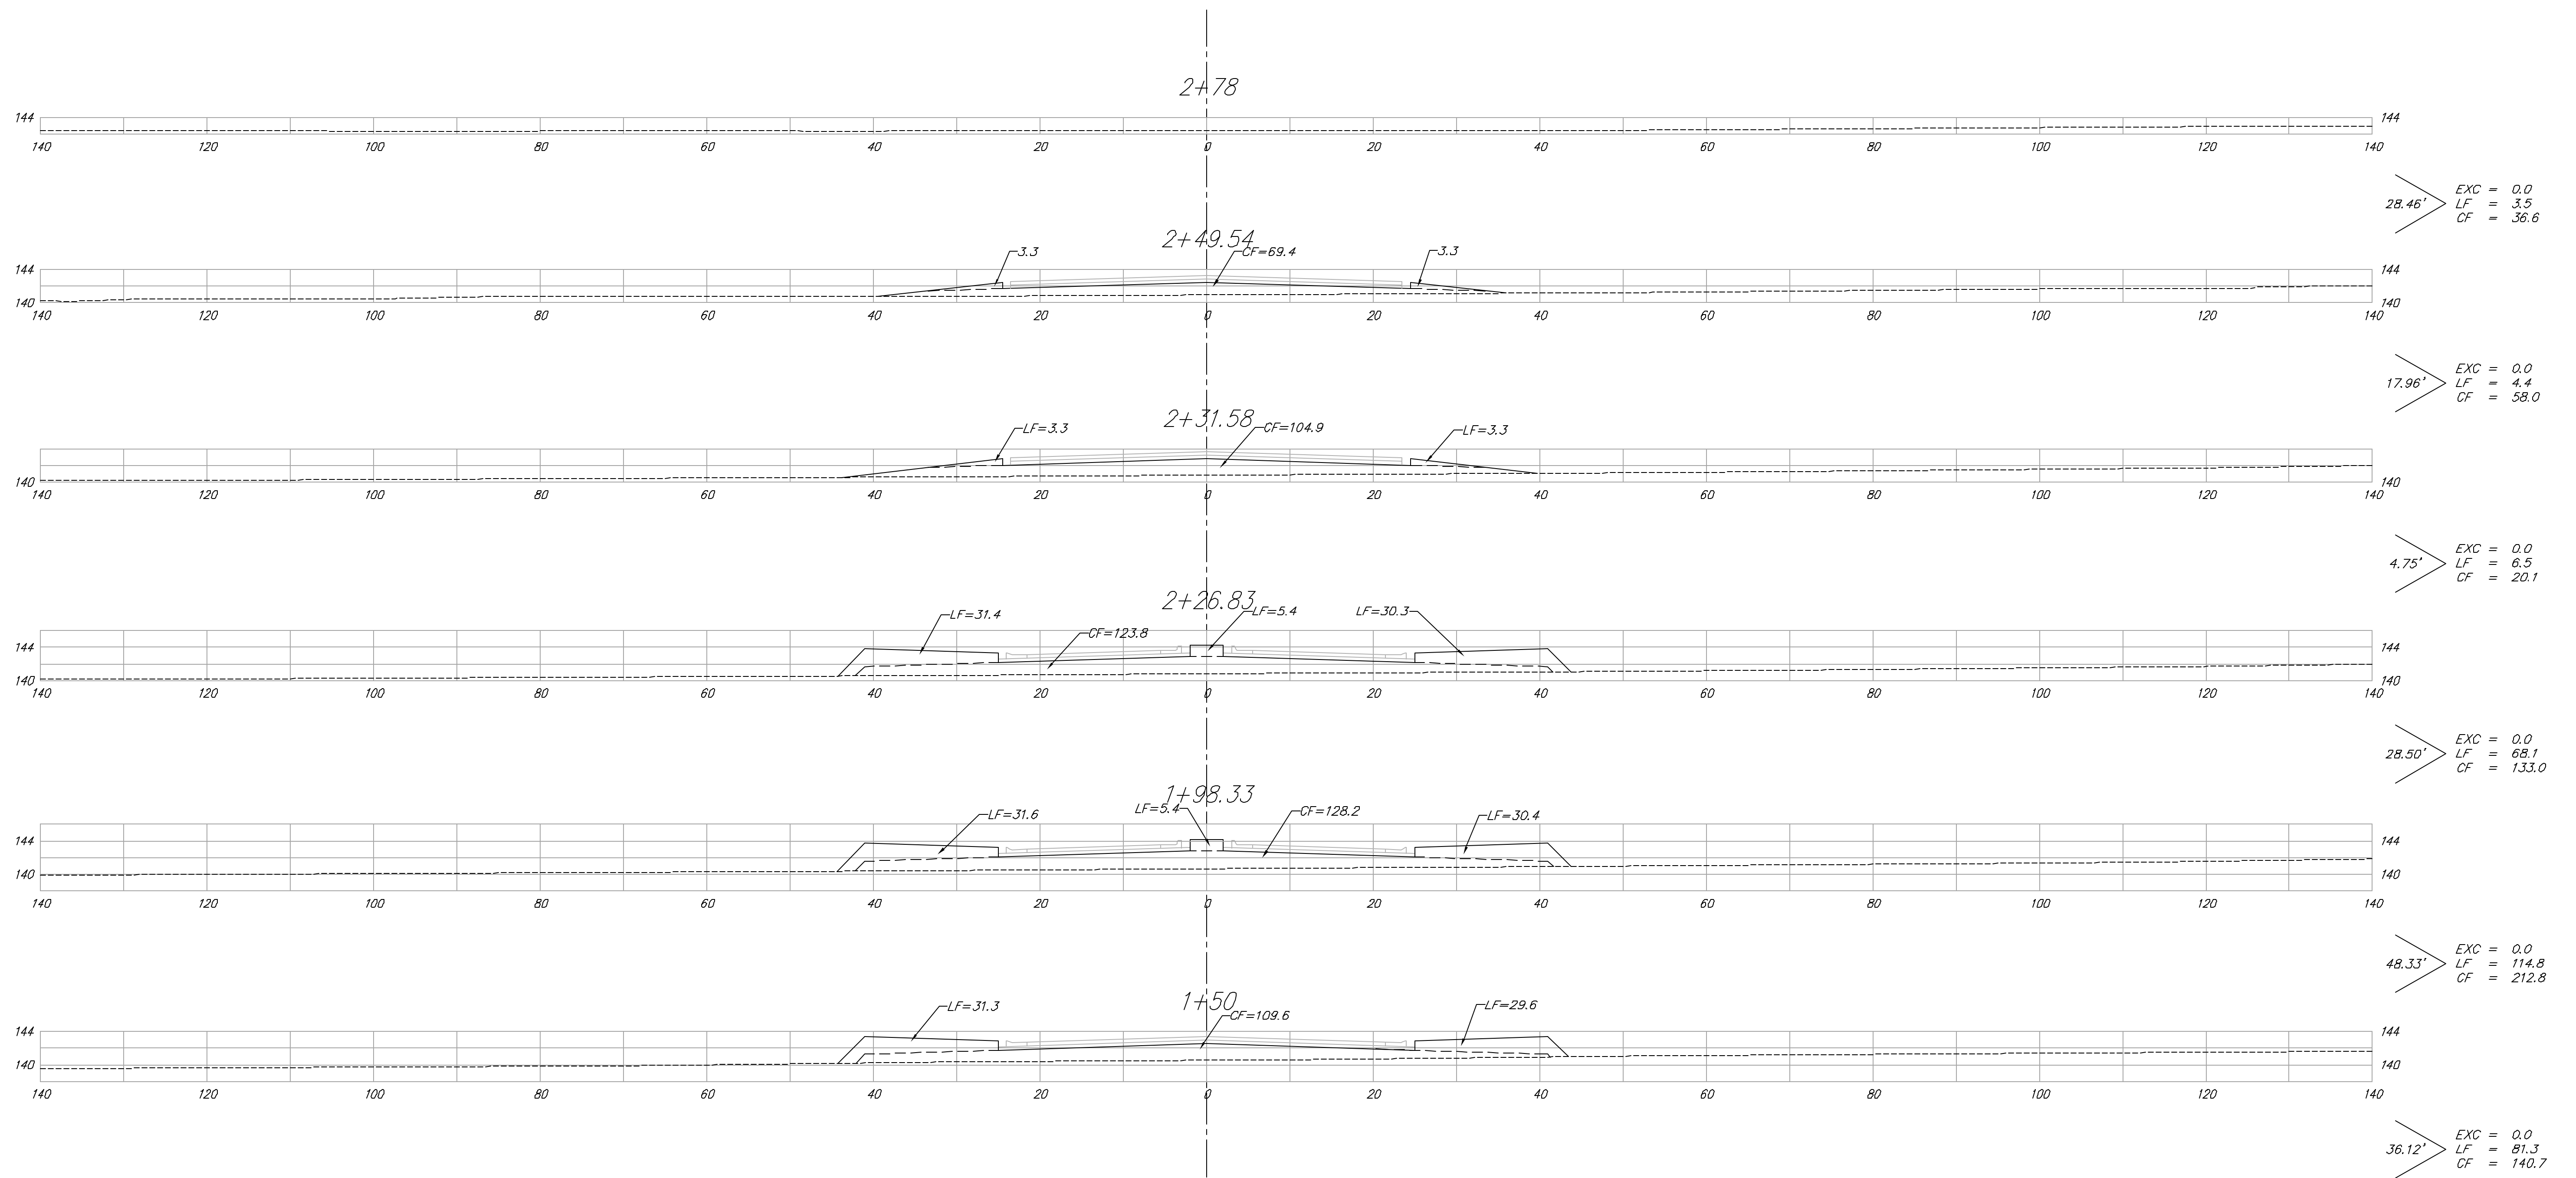 2+78
144 144
140 120 100 80 60 40 20 0 20 40 60 80 100 120 140
EXC = 0.0
28.46' LF = 3.5
CF = 36.6
2+49.54
3.3 CF=69.4 3.3
144 144
140 140
140 120 100 80 60 40 20 0 20 40 60 80 100 120 140
EXC = 0.0
17.96' LF = 4.4
CF = 58.0
2+31.58
LF=3.3 CF=104.9 LF=3.3
140 140
140 120 100 80 60 40 20 0 20 40 60 80 100 120 140
EXC = 0.0
4.75' LF = 6.5
CF = 20.1
2+26.83
LF=31.4 LF=5.4 LF=30.3
CF=123.8
144 144
140 140
140 120 100 80 60 40 20 0 20 40 60 80 100 120 140
EXC = 0.0
28.50' LF = 68.1
CF = 133.0
1+98.33
LF=31.6 LF=5.4 CF=128.2 LF=30.4
144 144
140 140
140 120 100 80 60 40 20 0 20 40 60 80 100 120 140
EXC = 0.0
48.33' LF = 114.8
CF = 212.8
1+50
LF=31.3 CF=109.6 LF=29.6
144 144
140 140
140 120 100 80 60 40 20 0 20 40 60 80 100 120 140
EXC = 0.0
36.12' LF = 81.3
CF = 140.7